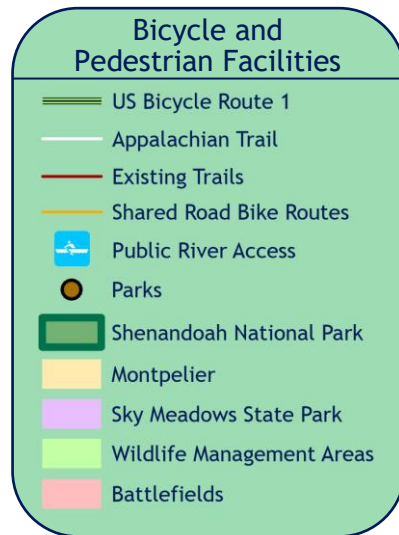 Bicycle and
Pedestrian Facilities
US Bicycle Route 1
Appalachian Trail
Existing Trails
Shared Road Bike Routes
Public River Access
Parks
Shenandoah National Park
Montpelier
Sky Meadows State Park
Wildlife Management Areas
Battlefields